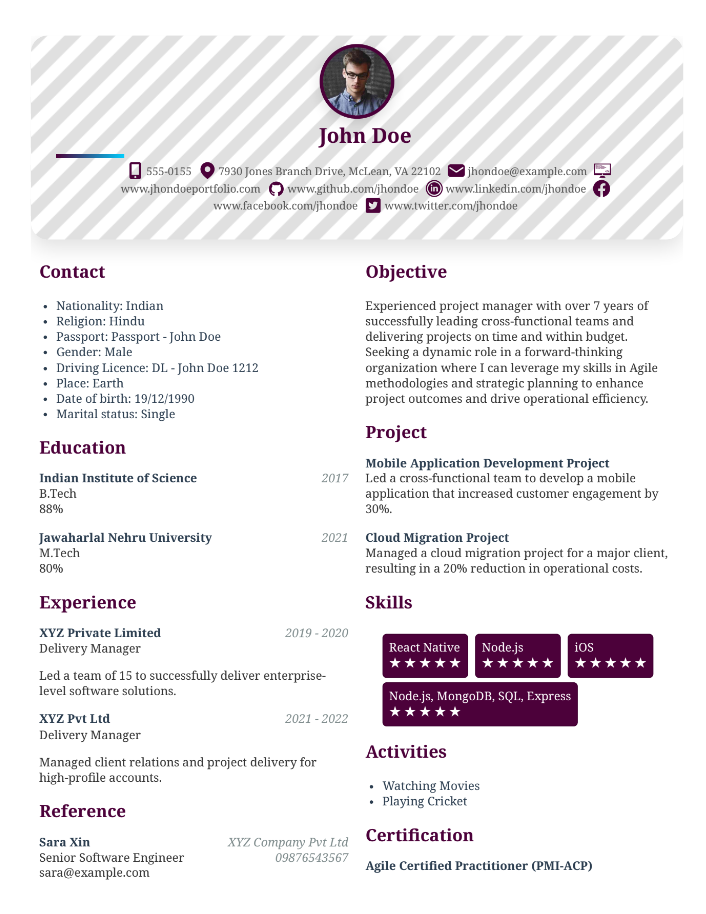 John Doe
555-0155 7930 Jones Branch Drive, McLean, VA 22102 jhondoe@example.com
www.jhondoeportfolio.com www.github.com/jhondoe www.linkedin.com/jhondoe
www.facebook.com/jhondoe www.twitter.com/jhondoe
Contact
• Nationality: Indian
• Religion: Hindu
• Passport: Passport - John Doe
• Gender: Male
• Driving Licence: DL - John Doe 1212
• Place: Earth
• Date of birth: 19/12/1990
• Marital status: Single
Education
Indian Institute of Science 2017
B.Tech
88%
Jawaharlal Nehru University 2021
M.Tech
80%
Experience
XYZ Private Limited 2019 - 2020
Delivery Manager
Led a team of 15 to successfully deliver enterprise-
level software solutions.
XYZ Pvt Ltd 2021 - 2022
Delivery Manager
Managed client relations and project delivery for
high-profile accounts.
Reference
Sara Xin XYZ Company Pvt Ltd
Senior Software Engineer 09876543567
sara@example.com
Objective
Experienced project manager with over 7 years of
successfully leading cross-functional teams and
delivering projects on time and within budget.
Seeking a dynamic role in a forward-thinking
organization where I can leverage my skills in Agile
methodologies and strategic planning to enhance
project outcomes and drive operational efficiency.
Project
Mobile Application Development Project
Led a cross-functional team to develop a mobile
application that increased customer engagement by
30%.
Cloud Migration Project
Managed a cloud migration project for a major client,
resulting in a 20% reduction in operational costs.
Skills
React Native Node.js iOS
★★★★★ ★★★★★ ★★★★★
Node.js, MongoDB, SQL, Express
★★★★★
Activities
• Watching Movies
• Playing Cricket
Certification
Agile Certified Practitioner (PMI-ACP)